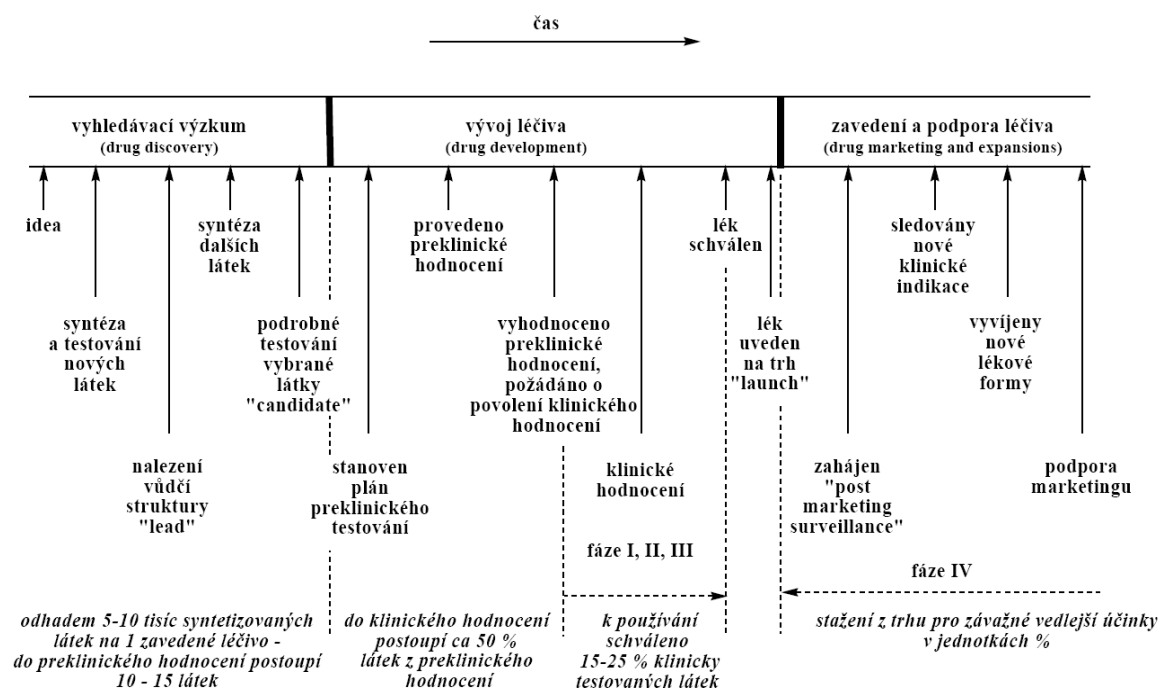 čas
vyhledávací výzkum
(drug discovery)
vývoj léčiva
(drug development)
zavedení a podpora léčiva
(drug marketing and expansions)
idea
syntéza
a testování
nových
látek
nalezení
vůdčí
struktury
"lead"
syntéza
dalších
látek
podrobné
testování
vybrané
látky
"candidate"
stanoven
plán
preklinického
testování
provedeno
preklinické
hodnocení
vyhodnoceno
preklinické
hodnocení,
požádáno o
povolení klinického
hodnocení
klinické
hodnocení
fáze I, II, III
lék
schválen
lék
uveden
na trh
"launch"
zahájen
"post
marketing
surveillance"
sledovány
nové
klinické
indikace
vyvíjeny
nové
lékové
formy
podpora
marketingu
fáze IV
odhadem 5-10 tisíc syntetizovaných
látek na 1 zavedené léčivo -
do preklinického hodnocení postoupí
10 - 15 látek
do klinického hodnocení
postoupí ca 50 %
látek z preklinického
hodnocení
k používání
schváleno
15-25 % klinicky
testovaných látek
stažení z trhu pro závažné vedlejší účinky
v jednotkách %